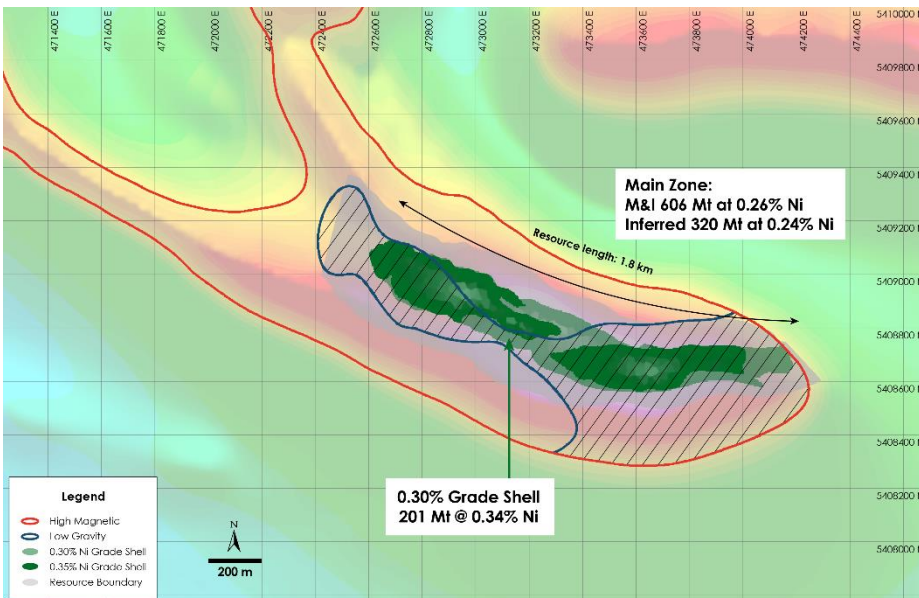 471400 E
471600 E
471800 E
472000 E
472200 E
472400 E
472600 E
472800 E
473000 E
473200 E
473400 E
473600 E
473800 E
474000 E
474200 E
474400 E
5410000 N
5409800 N
5409600 N
5409400 N
5409200 N
5409000 N
5408800 N
5408600 N
5408400 N
5408200 N
5408000 N
Main Zone:
M&I 606 Mt at 0.26% Ni
Inferred 320 Mt at 0.24% Ni
Resource length: 1.8 km
0.30% Grade Shell
201 Mt @ 0.34% Ni
Legend
High Magnetic
Low Gravity
0.30% Ni Grade Shell
0.35% Ni Grade Shell
Resource Boundary
N
200 m